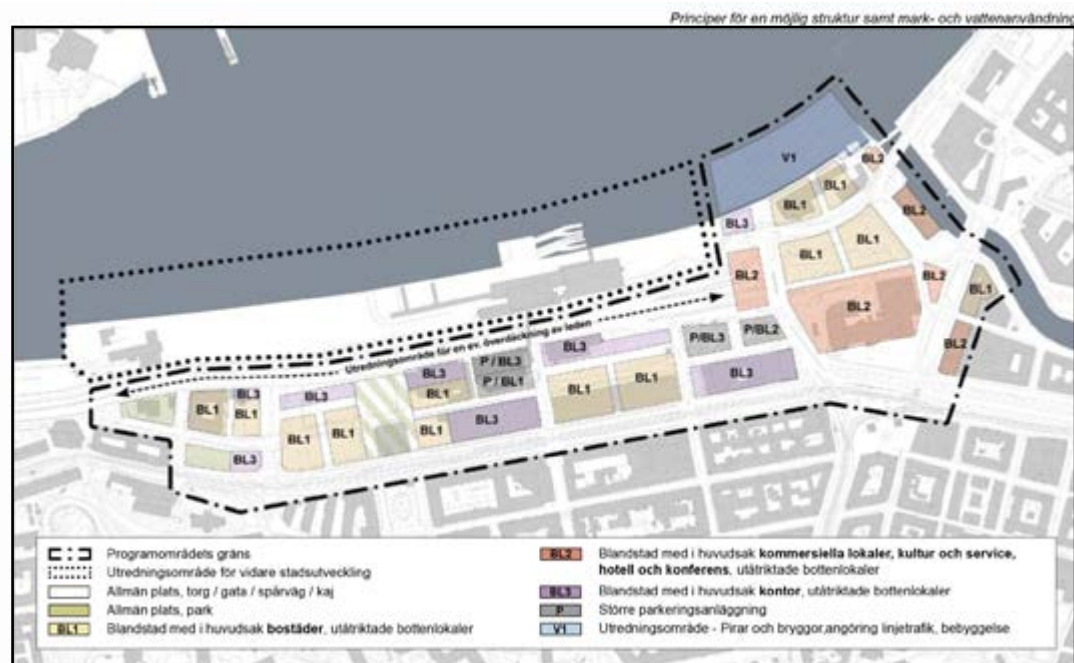 Principer för en möjlig struktur samt mark- och vattenanvändning
V1
BL2
BL1
BL1
BL2
BL3
BL1
BL1
BL2
BL2
BL2
BL1
BL2
Utredningsområde för en ev. överdäckning av leden
P/BL3
P/BL2
BL3
BL3
P / BL3
P / BL1
BL3
BL1
BL1
BL1
BL3
BL3
BL1
BL3
BL1
BL1
BL1
BL1
BL3
BL3
Programområdets gräns
Utredningsområde för vidare stadsutveckling
Allmän plats, torg / gata / spårväg / kaj
Allmän plats, park
BL1 Blandstad med i huvudsak bostäder, utåtriktade bottenlokaler
BL2 Blandstad med i huvudsak kommersiella lokaler, kultur och service,
hotell och konferens, utåtriktade bottenlokaler
BL3 Blandstad med i huvudsak kontor, utåtriktade bottenlokaler
P Större parkeringsanläggning
V1 Utredningsområde - Pirar och bryggor,angöring linjetrafik, bebyggelse